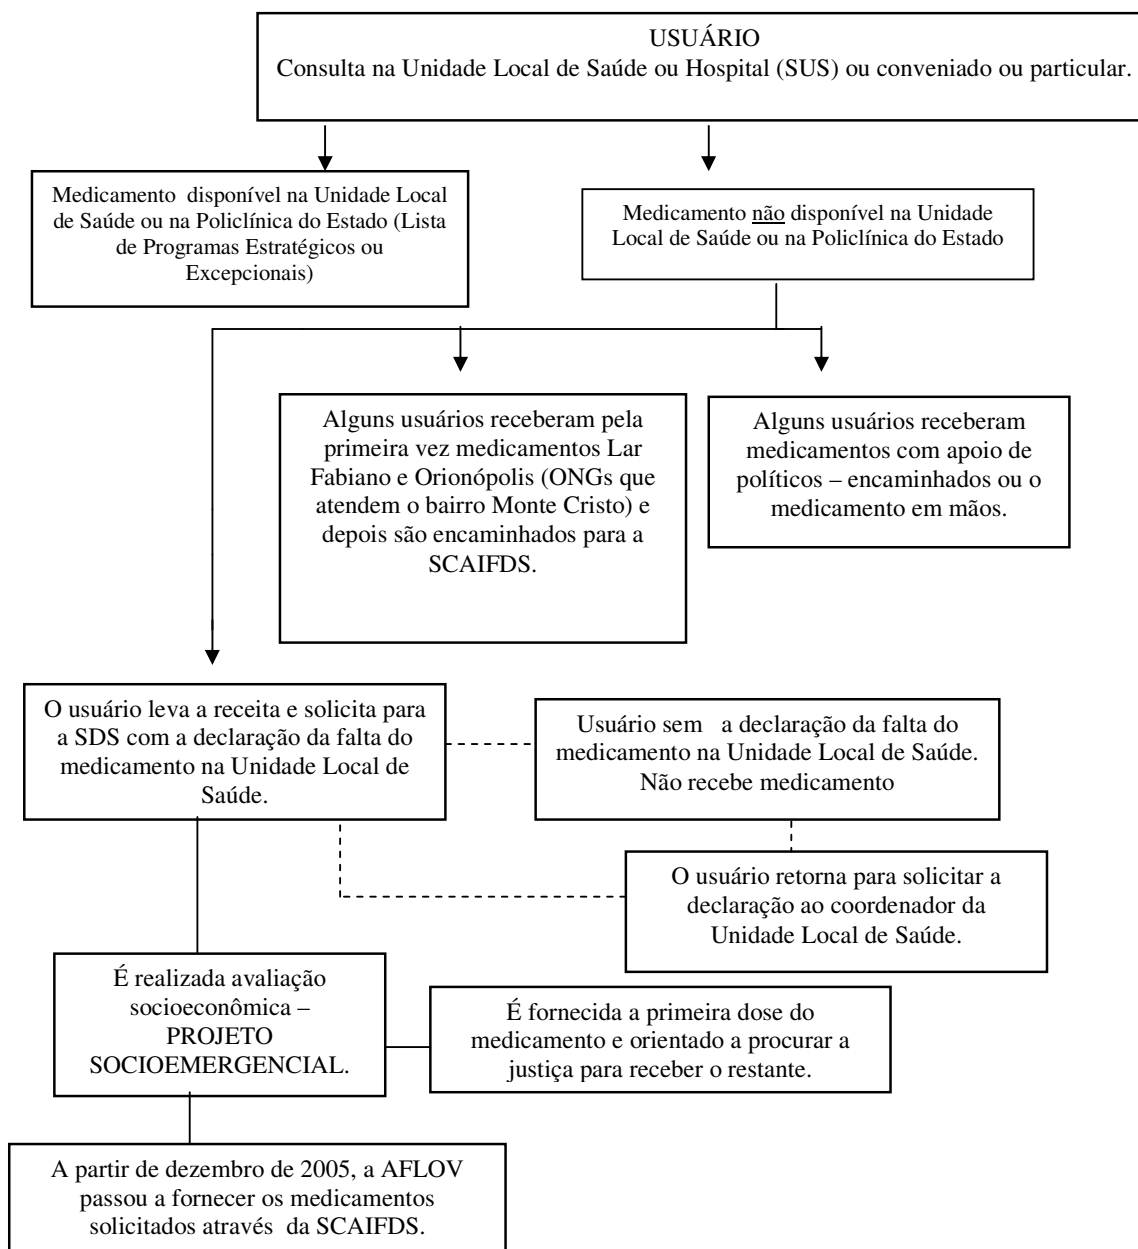 USUÁRIO
Consulta na Unidade Local de Saúde ou Hospital (SUS) ou conveniado ou particular.
Medicamento disponível na Unidade Local
de Saúde ou na Policlínica do Estado (Lista
de Programas Estratégicos ou
Excepcionais)
Medicamento não disponível na Unidade
Local de Saúde ou na Policlínica do Estado
Alguns usuários receberam pela
primeira vez medicamentos Lar
Fabiano e Orionópolis (ONGs que
atendem o bairro Monte Cristo) e
depois são encaminhados para a
SCAIFDS.
Alguns usuários receberam
medicamentos com apoio de
políticos – encaminhados ou o
medicamento em mãos.
O usuário leva a receita e solicita para
a SDS com a declaração da falta do
medicamento na Unidade Local de
Saúde.
Usuário sem a declaração da falta do
medicamento na Unidade Local de Saúde.
Não recebe medicamento
O usuário retorna para solicitar a
declaração ao coordenador da
Unidade Local de Saúde.
É realizada avaliação
socioeconômica –
PROJETO
SOCIOEMERGENCIAL.
É fornecida a primeira dose do
medicamento e orientado a procurar a
justiça para receber o restante.
A partir de dezembro de 2005, a AFLOV
passou a fornecer os medicamentos
solicitados através da SCAIFDS.